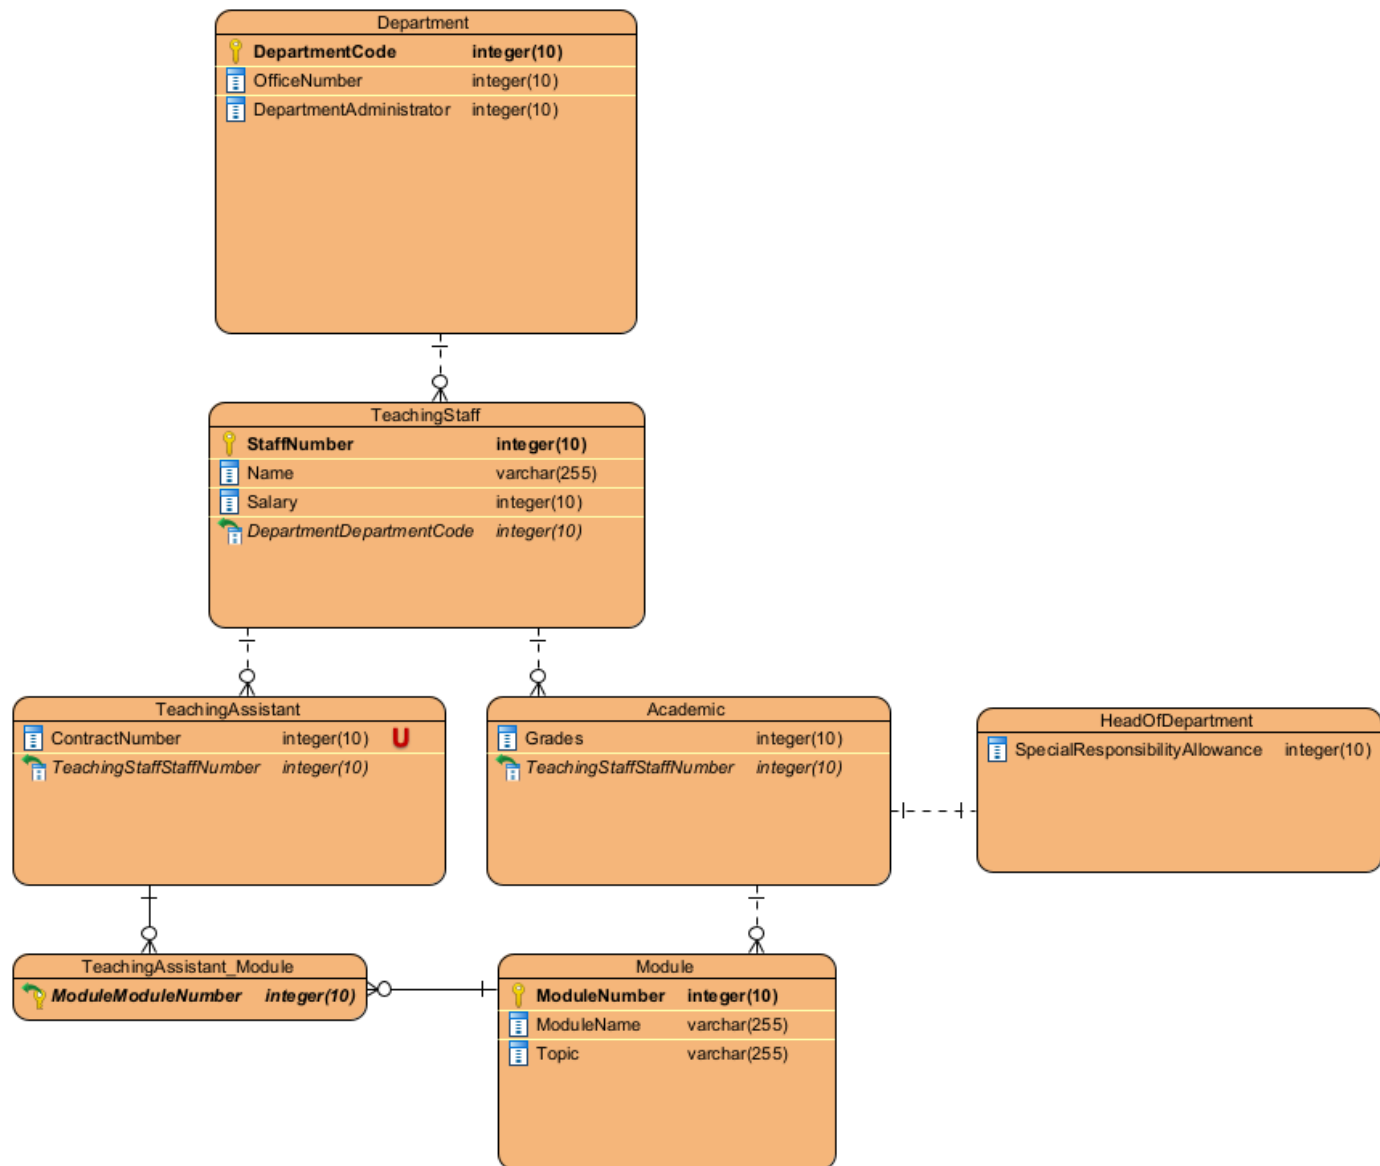 Department
DepartmentCode integer(10)
OfficeNumber integer(10)
DepartmentAdministrator integer(10)
TeachingStaff
StaffNumber integer(10)
Name varchar(255)
Salary integer(10)
DepartmentDepartmentCode integer(10)
TeachingAssistant
ContractNumber integer(10) U
TeachingStaffStaffNumber integer(10)
Academic
Grades integer(10)
TeachingStaffStaffNumber integer(10)
HeadOfDepartment
SpecialResponsibilityAllowance integer(10)
TeachingAssistant_Module
ModuleModuleNumber integer(10)
Module
ModuleNumber integer(10)
ModuleName varchar(255)
Topic varchar(255)